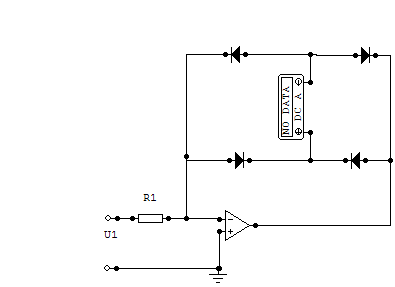 NO DATA
DC A
R1
U1